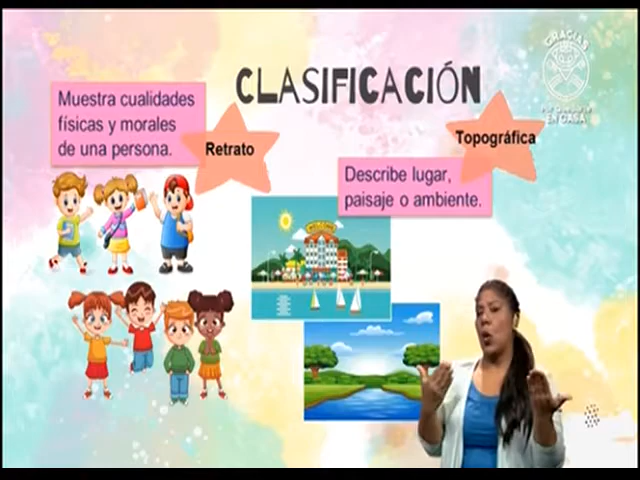 CLASIFICACIÓN
Muestra cualidades
físicas y morales
de una persona.
Retrato
Topográfica
Describe lugar,
paisaje o ambiente.
GRACIAS
EN CASA